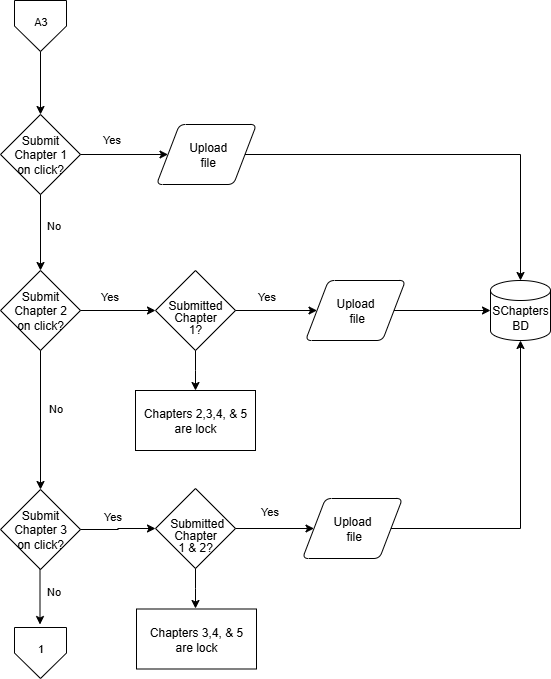 A3
Submit
Chapter 1
on click?
Yes
Upload
file
No
Submit
Chapter 2
on click?
Yes
Submitted
Chapter
1?
Yes
Upload
file
SChapters
BD
Chapters 2,3,4, & 5
are lock
No
Submit
Chapter 3
on click?
Yes
Submitted
Chapter
1 & 2?
Yes
Upload
file
No
Chapters 3,4, & 5
are lock
1